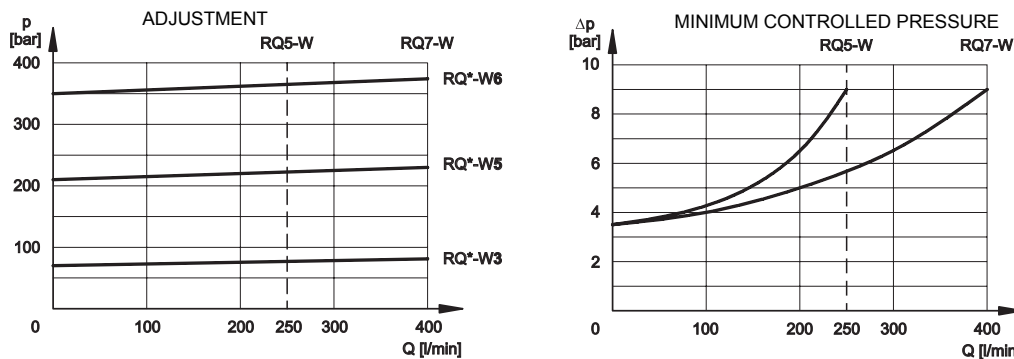 ADJUSTMENT
p
[bar]
RQ5-W
RQ7-W
400
RQ*-W6
300
RQ*-W5
200
100
RQ*-W3
0
100
200
250
300
400
Q [l/min]
MINIMUM CONTROLLED PRESSURE
Δp
[bar]
RQ5-W
RQ7-W
10
8
6
4
2
0
100
200
250
300
400
Q [l/min